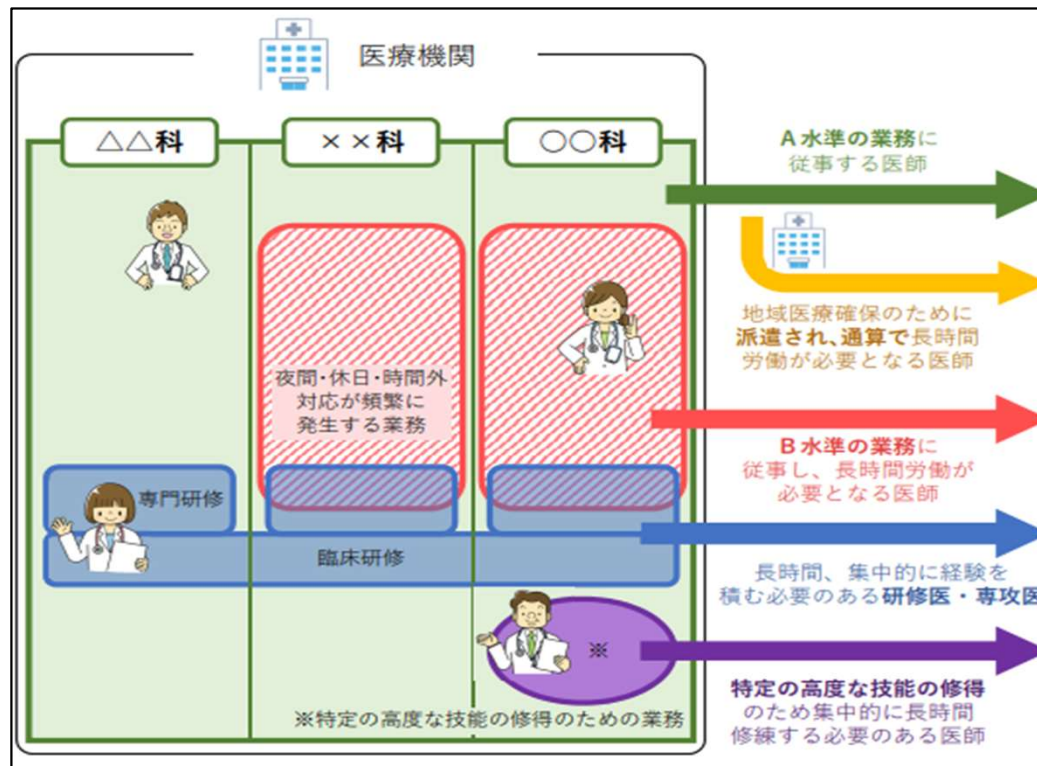 医療機関
△△科
××科
○○科
夜間・休日・時間外
対応が頻繁に
発生する業務
専門研修
臨床研修
※
※特定の高度な技能の修得のための業務
A水準の業務に
従事する医師
地域医療確保のために
派遣され、通算で長時間
労働が必要となる医師
B水準の業務に
従事し、長時間労働が
必要となる医師
長時間、集中的に経験を
積む必要のある研修医・専攻医
特定の高度な技能の修得
のため集中的に長時間
修練する必要のある医師